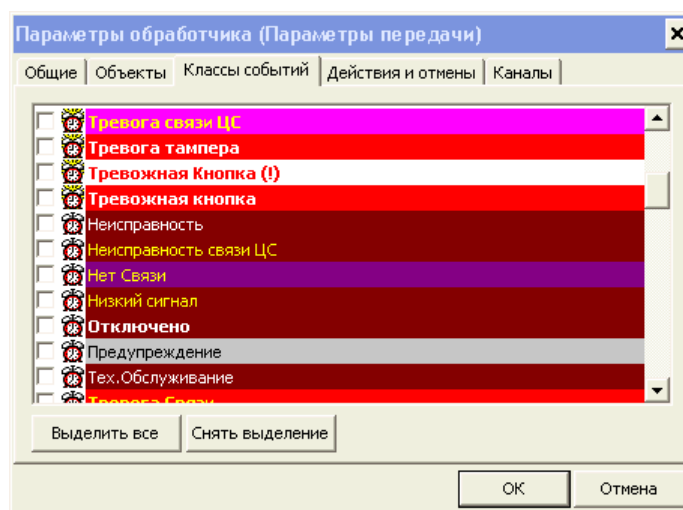 Параметры обработчика (Параметры передачи)
Общие Объекты Классы событий Действия и отмены Каналы
Тревога связи ЦС
Тревога тампера
Тревожная Кнопка (!)
Тревожная кнопка
Неисправность
Неисправность связи ЦС
Нет Связи
Низкий сигнал
Отключено
Предупреждение
Тех.Обслуживание
Выделить все Снять выделение
ОК Отмена